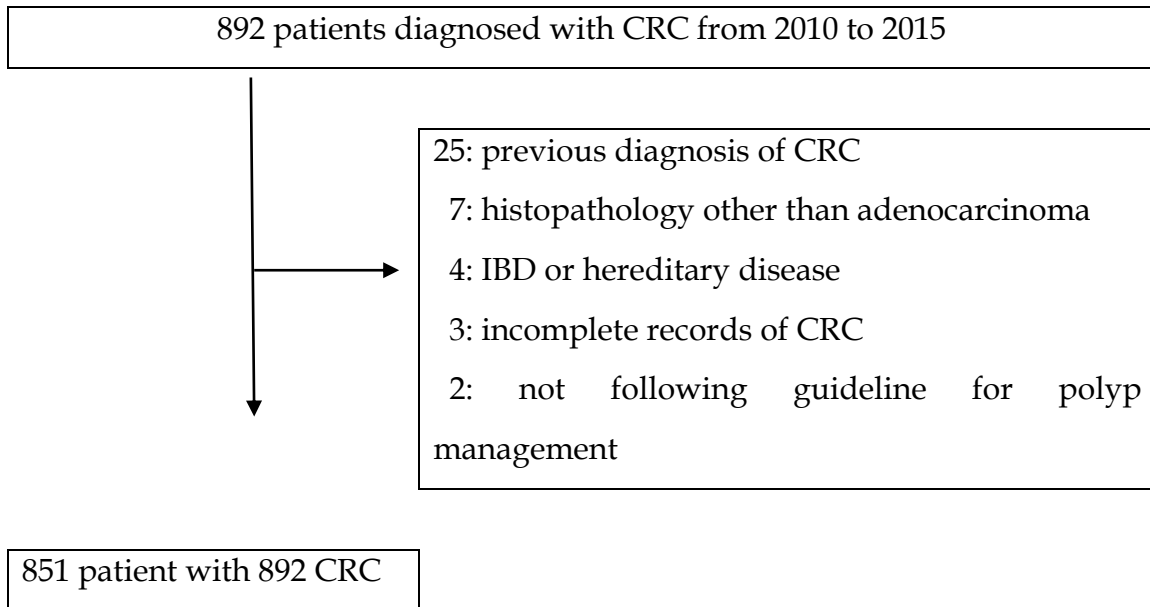 892 patients diagnosed with CRC from 2010 to 2015
25: previous diagnosis of CRC
7: histopathology other than adenocarcinoma
4: IBD or hereditary disease
3: incomplete records of CRC
2: not following guideline for polyp
management
851 patient with 892 CRC